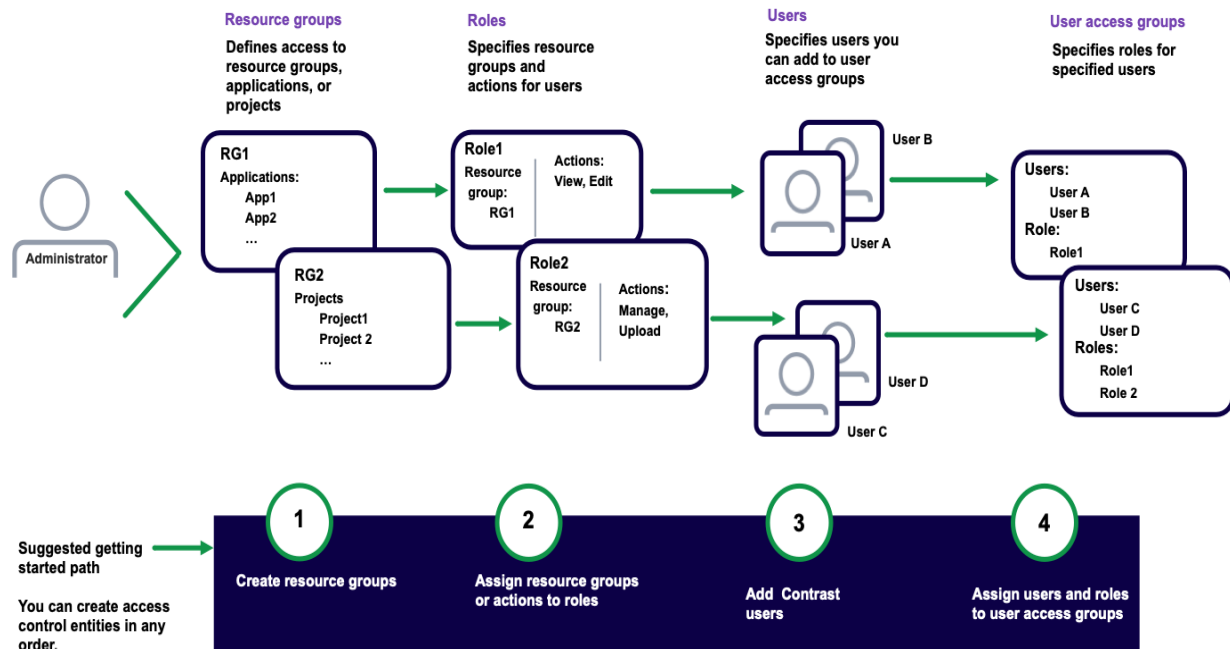 Resource groups
Defines access to
resource groups,
applications, or
projects
Roles
Specifies resource
groups and
actions for users
Users
Specifies users you
can add to user
access groups
User access groups
Specifies roles for
specified users
Administrator
RG1
Applications:
App1
App2
...
RG2
Projects
Project1
Project 2
...
Role1
Resource
group:
RG1
Actions:
View, Edit
Role2
Resource
group:
RG2
Actions:
Manage,
Upload
User B
User A
User D
User C
Users:
User A
User B
Role:
Role1
Users:
User C
User D
Roles:
Role1
Role 2
Suggested getting
started path
You can create access
control entities in any
order.
1
Create resource groups
2
Assign resource groups
or actions to roles
3
Add Contrast
users
4
Assign users and roles
to user access groups